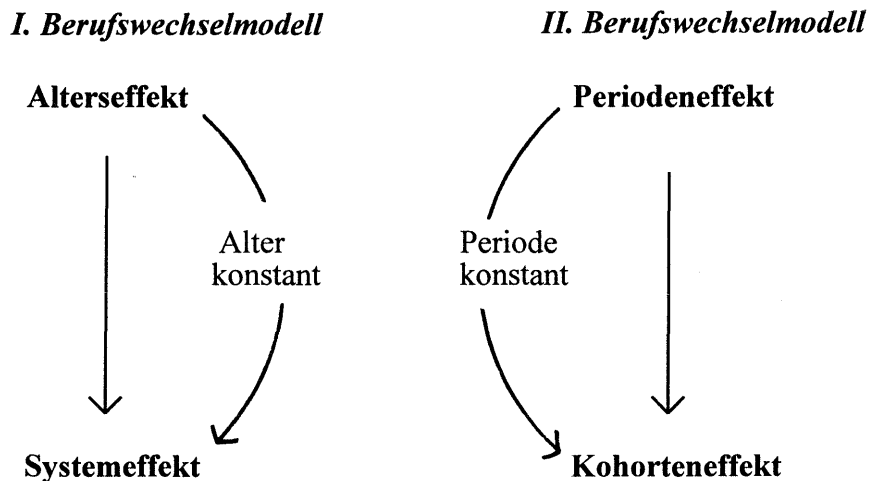 I. Berufswechselmodell
II. Berufswechselmodell
Alterseffekt
Periodeneffekt
Alter
konstant
Periode
konstant
Systemeffekt
Kohorteneffekt